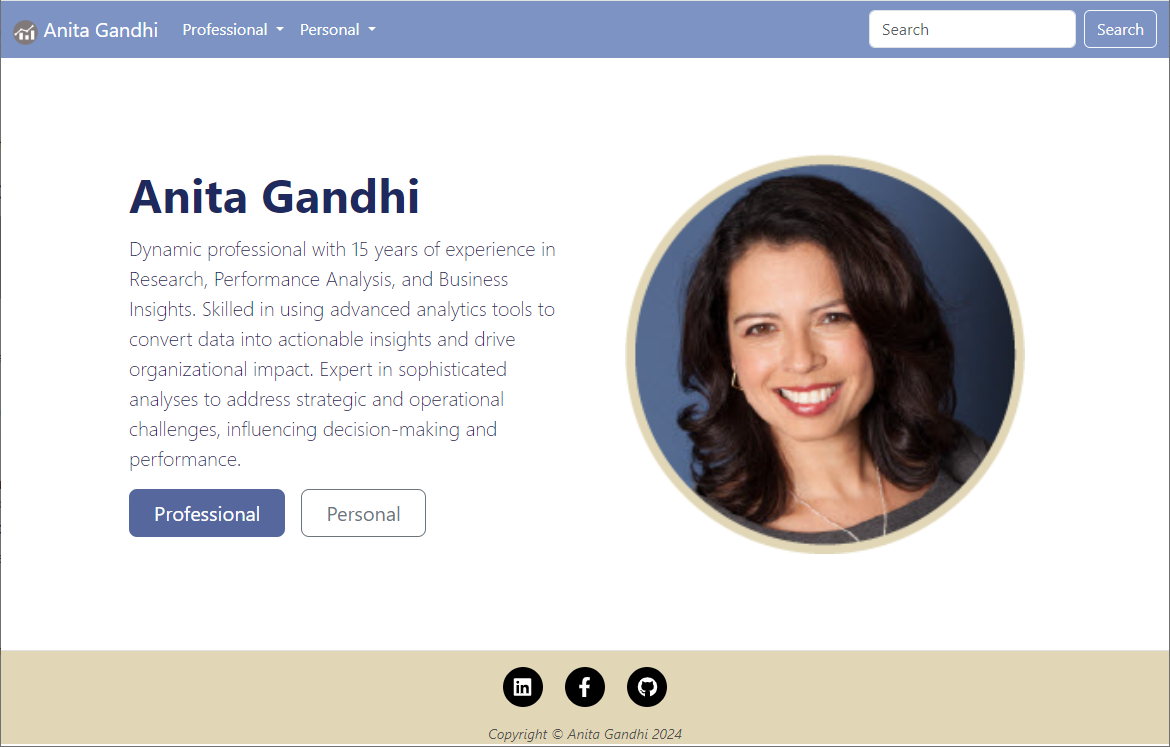 Anita Gandhi Professional Personal Search Search
Anita Gandhi
Dynamic professional with 15 years of experience in
Research, Performance Analysis, and Business
Insights. Skilled in using advanced analytics tools to
convert data into actionable insights and drive
organizational impact. Expert in sophisticated
analyses to address strategic and operational
challenges, influencing decision-making and
performance.
Professional Personal
in f
Copyright © Anita Gandhi 2024